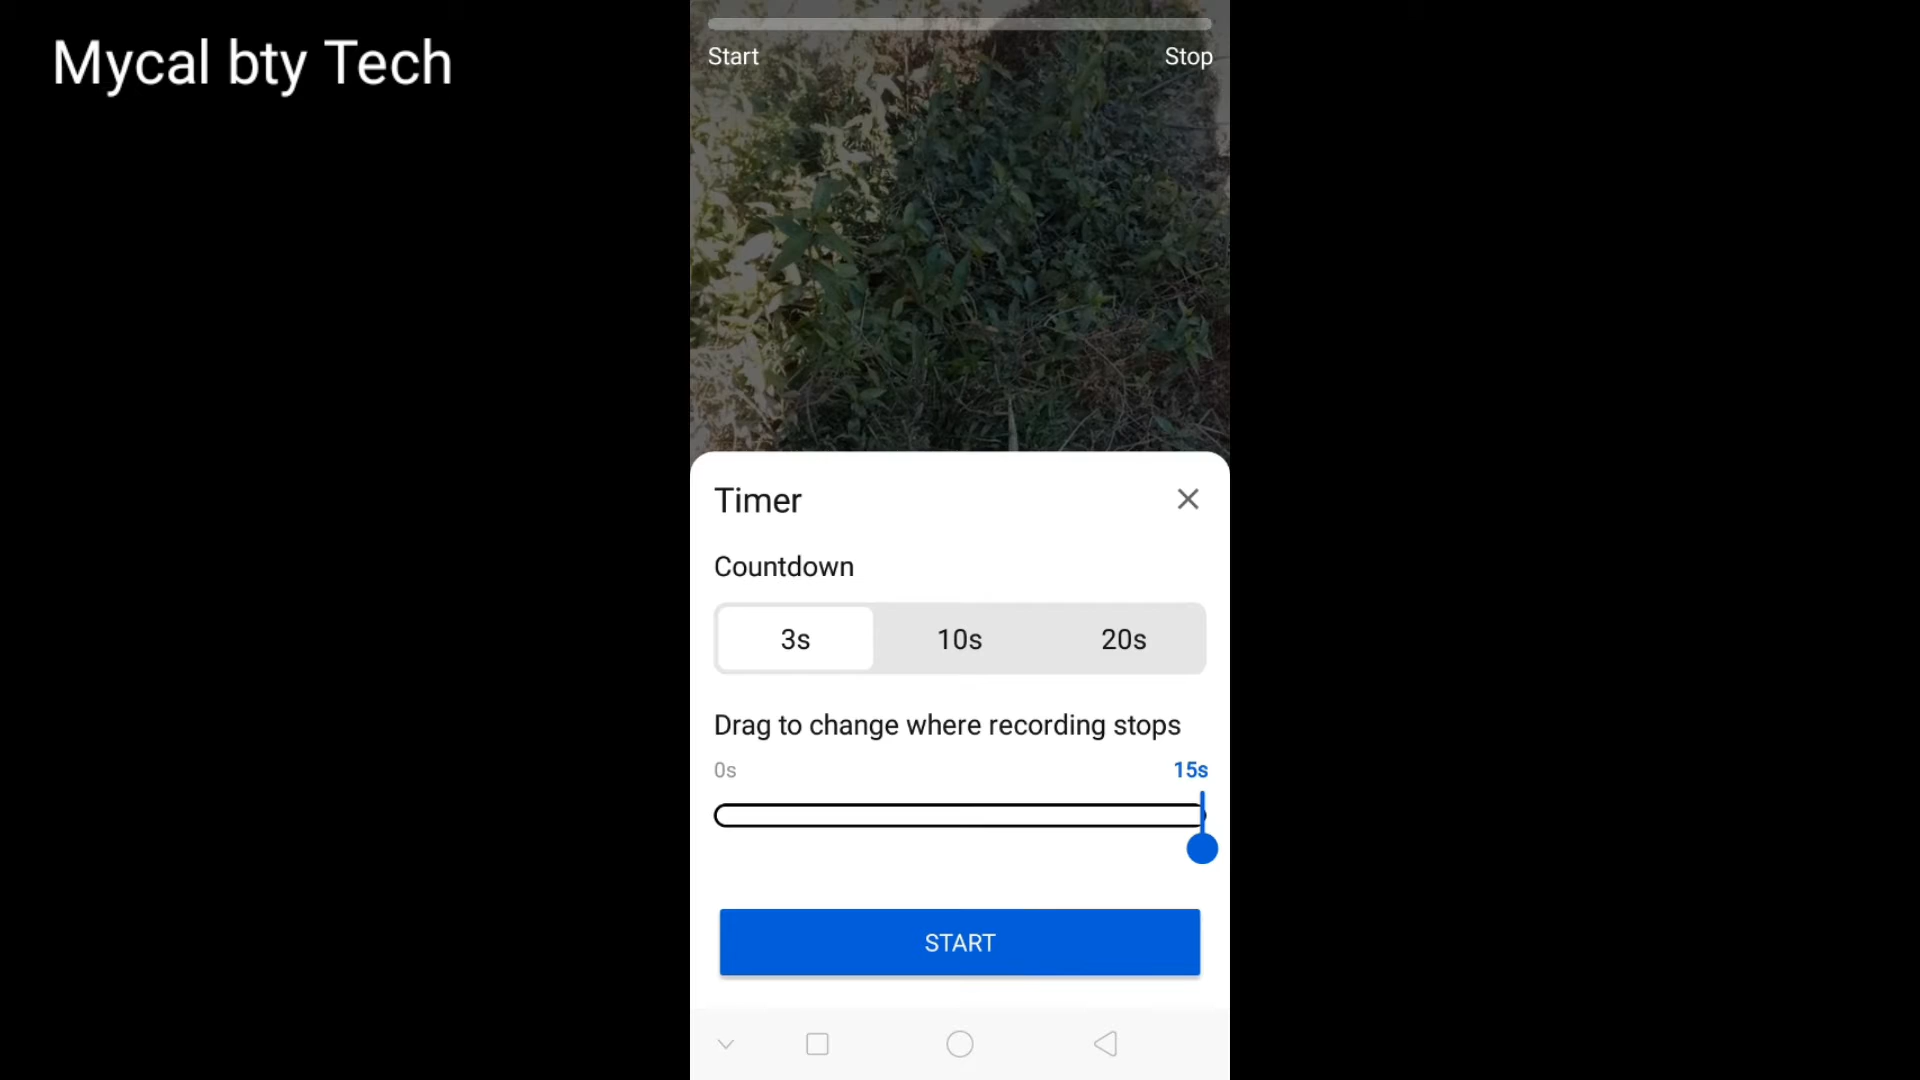 Mycal bty Tech
Start Stop
Timer
Countdown
3s 10s 20s
Drag to change where recording stops
0s 15s
START